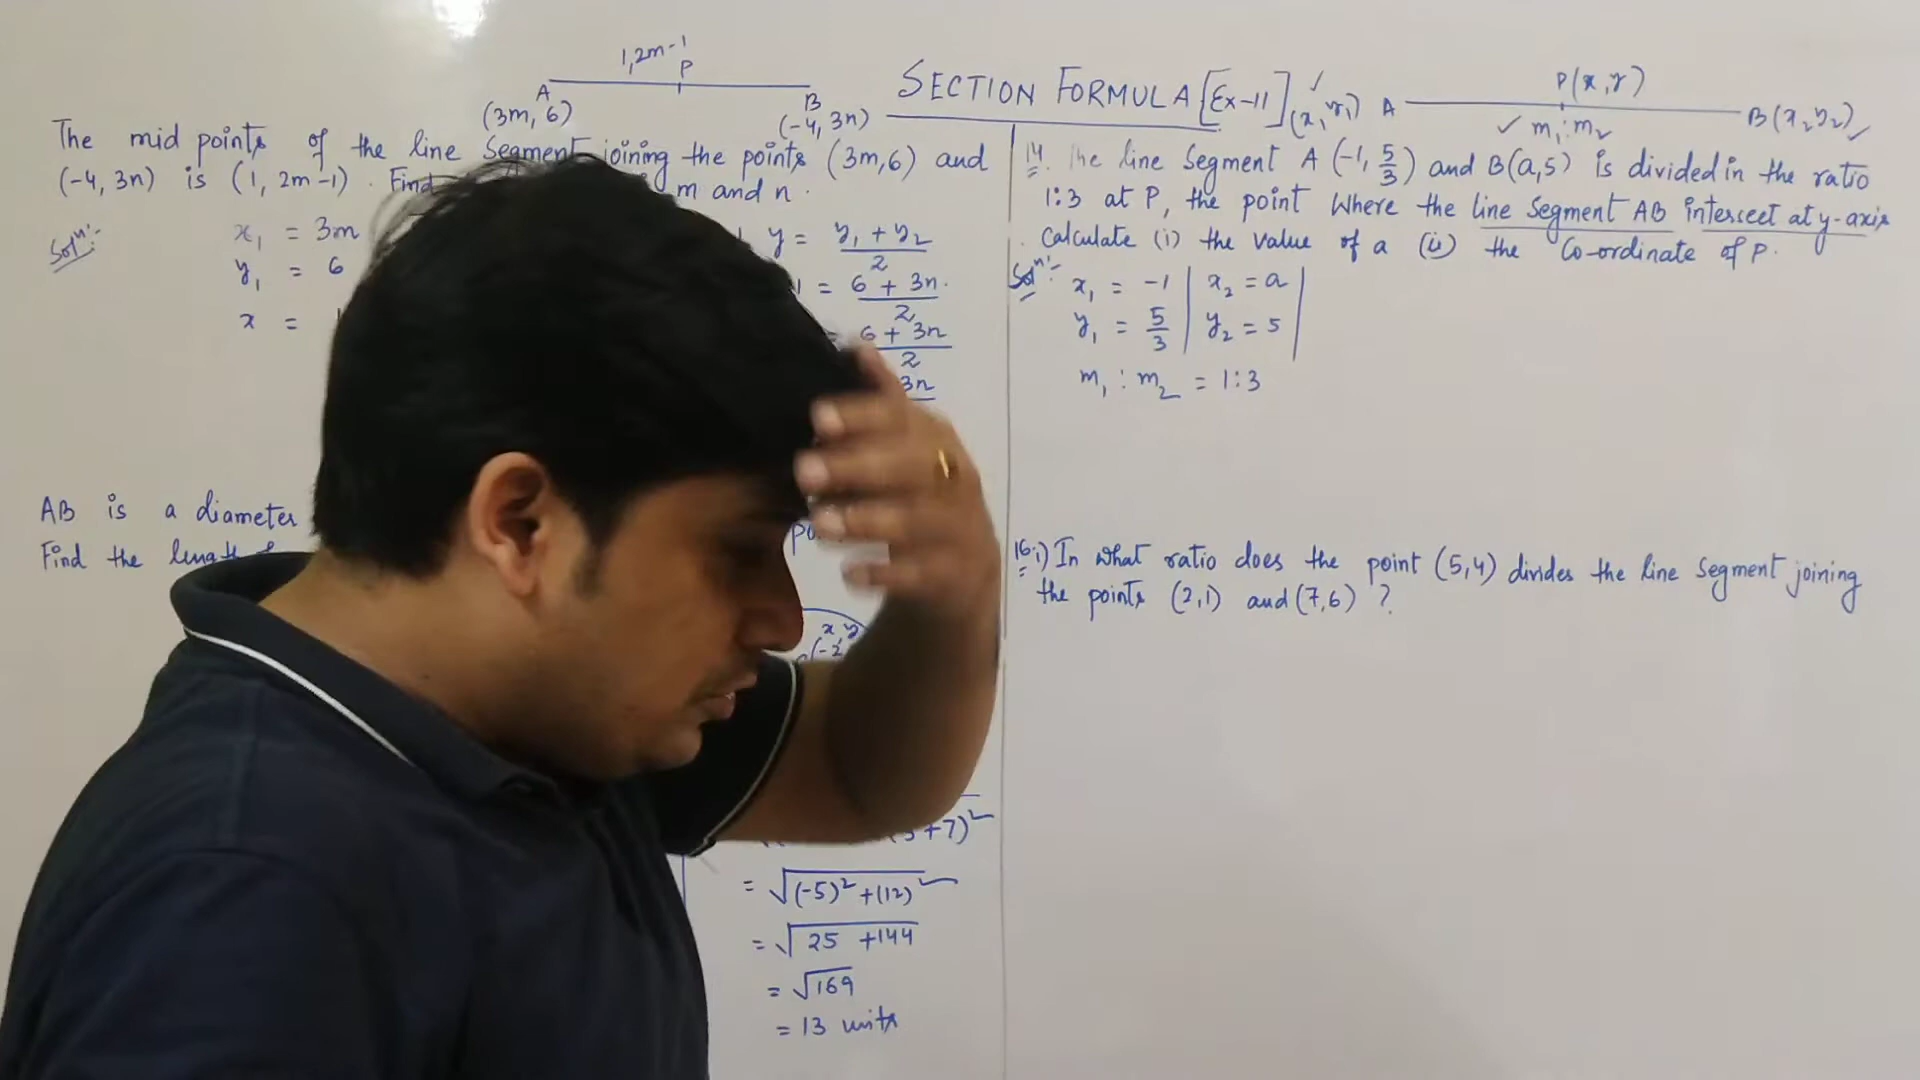 SECTION FORMULA [Ex-11]
1,2m-1
P
A
B
(3m, 6)
(-4, 3n)
The mid points of the line Segment joining the points (3m,6) and
(-4, 3n) is (1, 2m-1). Find m and n.
Solⁿ:-
x₁ = 3m
y₁ = 6
x =
y = y₁ + y₂ / 2
1 = 6 + 3n / 2
= 6 + 3n / 2
3n
AB is a diameter
Find the length
x, y
(-2
+7)²
= √(-5)² + (12)²
= √25 + 144
= √169
= 13 units
(x₁, y₁) A
P(x, y)
m₁ : m₂
B(x₂ y₂)
14. The line Segment A (-1, 5/3) and B(a,5) is divided in the ratio
1:3 at P, the point Where the line Segment AB intersect at y-axis
Calculate (i) the value of a (ii) the Co-ordinate of P.
Solⁿ:-
x₁ = -1 | x₂ = a
y₁ = 5/3 | y₂ = 5
m₁ : m₂ = 1:3
16.i) In what ratio does the point (5,4) divides the line Segment joining
the points (2,1) and (7,6) ?